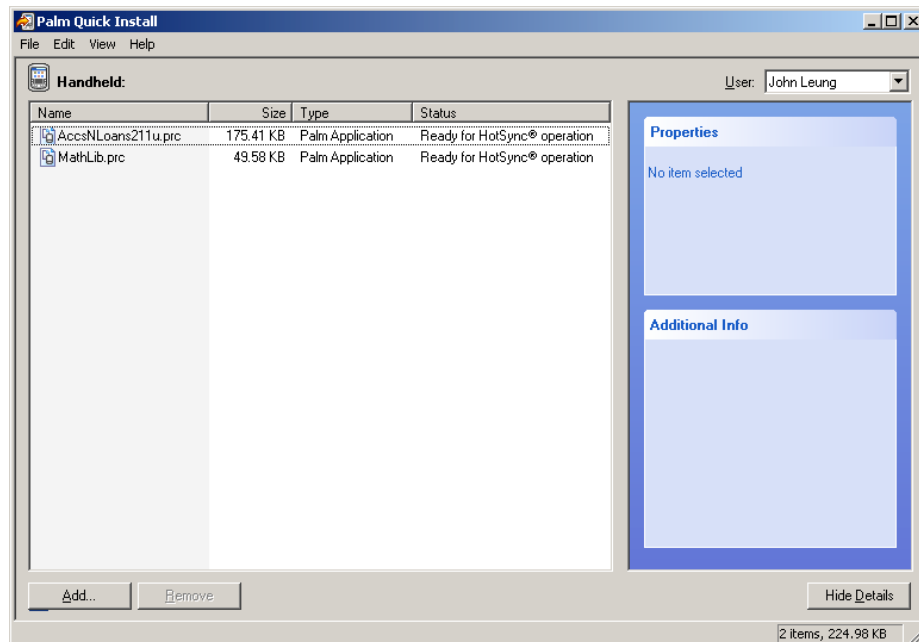 Palm Quick Install
File Edit View Help
Handheld:
User: John Leung
Name Size Type Status
AccsNLoans211u.prc 175.41 KB Palm Application Ready for HotSync® operation
MathLib.prc 49.58 KB Palm Application Ready for HotSync® operation
Properties
No item selected
Additional Info
Add... Remove Hide Details
2 items, 224.98 KB